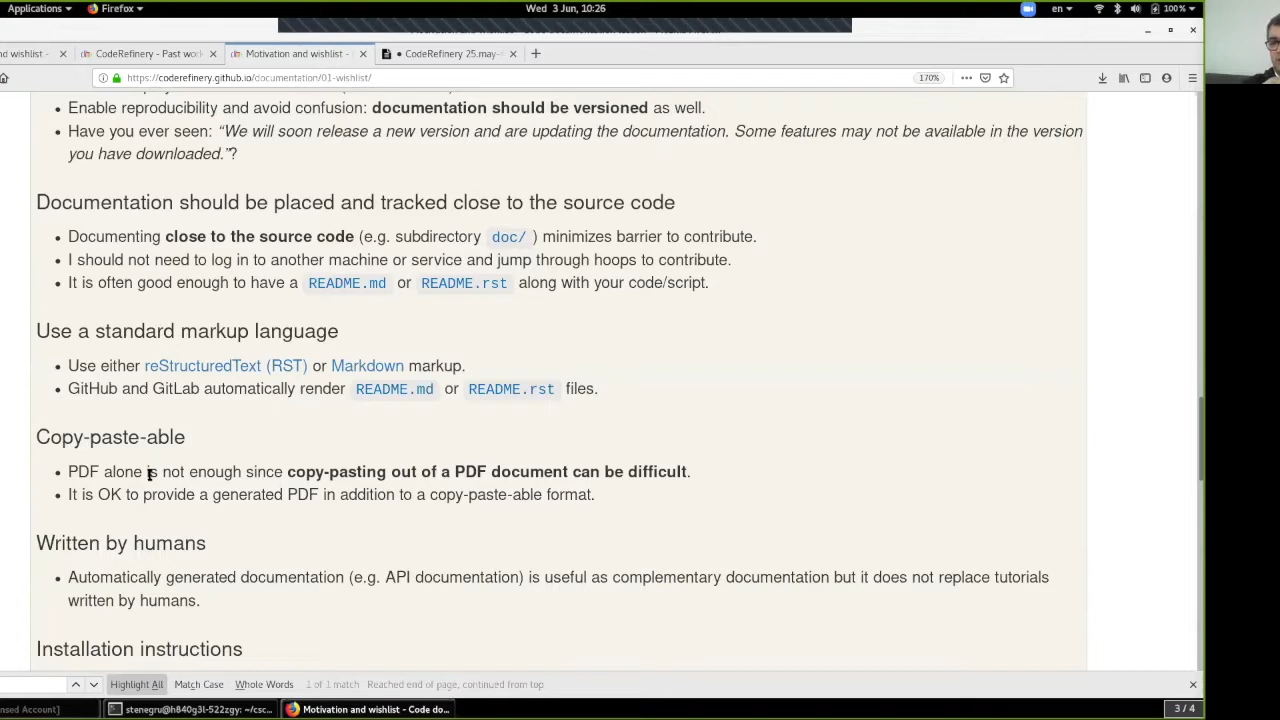 Applications
Firefox
Wed 3 Jun, 10:26
en
100%
nd wishlist -
CodeRefinery - Past wor
Motivation and wishlist -
CodeRefinery 25.may-
https://coderefinery.github.io/documentation/01-wishlist/
170%
• Enable reproducibility and avoid confusion: documentation should be versioned as well.
• Have you ever seen: “We will soon release a new version and are updating the documentation. Some features may not be available in the version
you have downloaded.”?
Documentation should be placed and tracked close to the source code
• Documenting close to the source code (e.g. subdirectory doc/ ) minimizes barrier to contribute.
• I should not need to log in to another machine or service and jump through hoops to contribute.
• It is often good enough to have a README.md or README.rst along with your code/script.
Use a standard markup language
• Use either reStructuredText (RST) or Markdown markup.
• GitHub and GitLab automatically render README.md or README.rst files.
Copy-paste-able
• PDF alone is not enough since copy-pasting out of a PDF document can be difficult.
• It is OK to provide a generated PDF in addition to a copy-paste-able format.
Written by humans
• Automatically generated documentation (e.g. API documentation) is useful as complementary documentation but it does not replace tutorials
written by humans.
Installation instructions
Highlight All
Match Case
Whole Words
1 of 1 match
Reached end of page, continued from top
nsed Account]
stenegru@h840g3l-522zgy: ~/csc...
Motivation and wishlist - Code do...
3 / 4